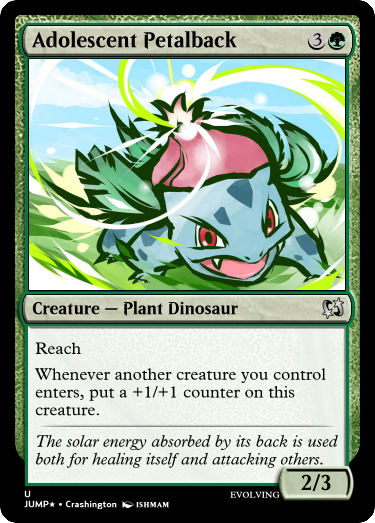 Adolescent Petalback 3
Creature — Plant Dinosaur
Reach
Whenever another creature you control
enters, put a +1/+1 counter on this
creature.
The solar energy absorbed by its back is used
both for healing itself and attacking others.
2/3
U
EVOLVING
JUMP★ • Crashington ISHMAM